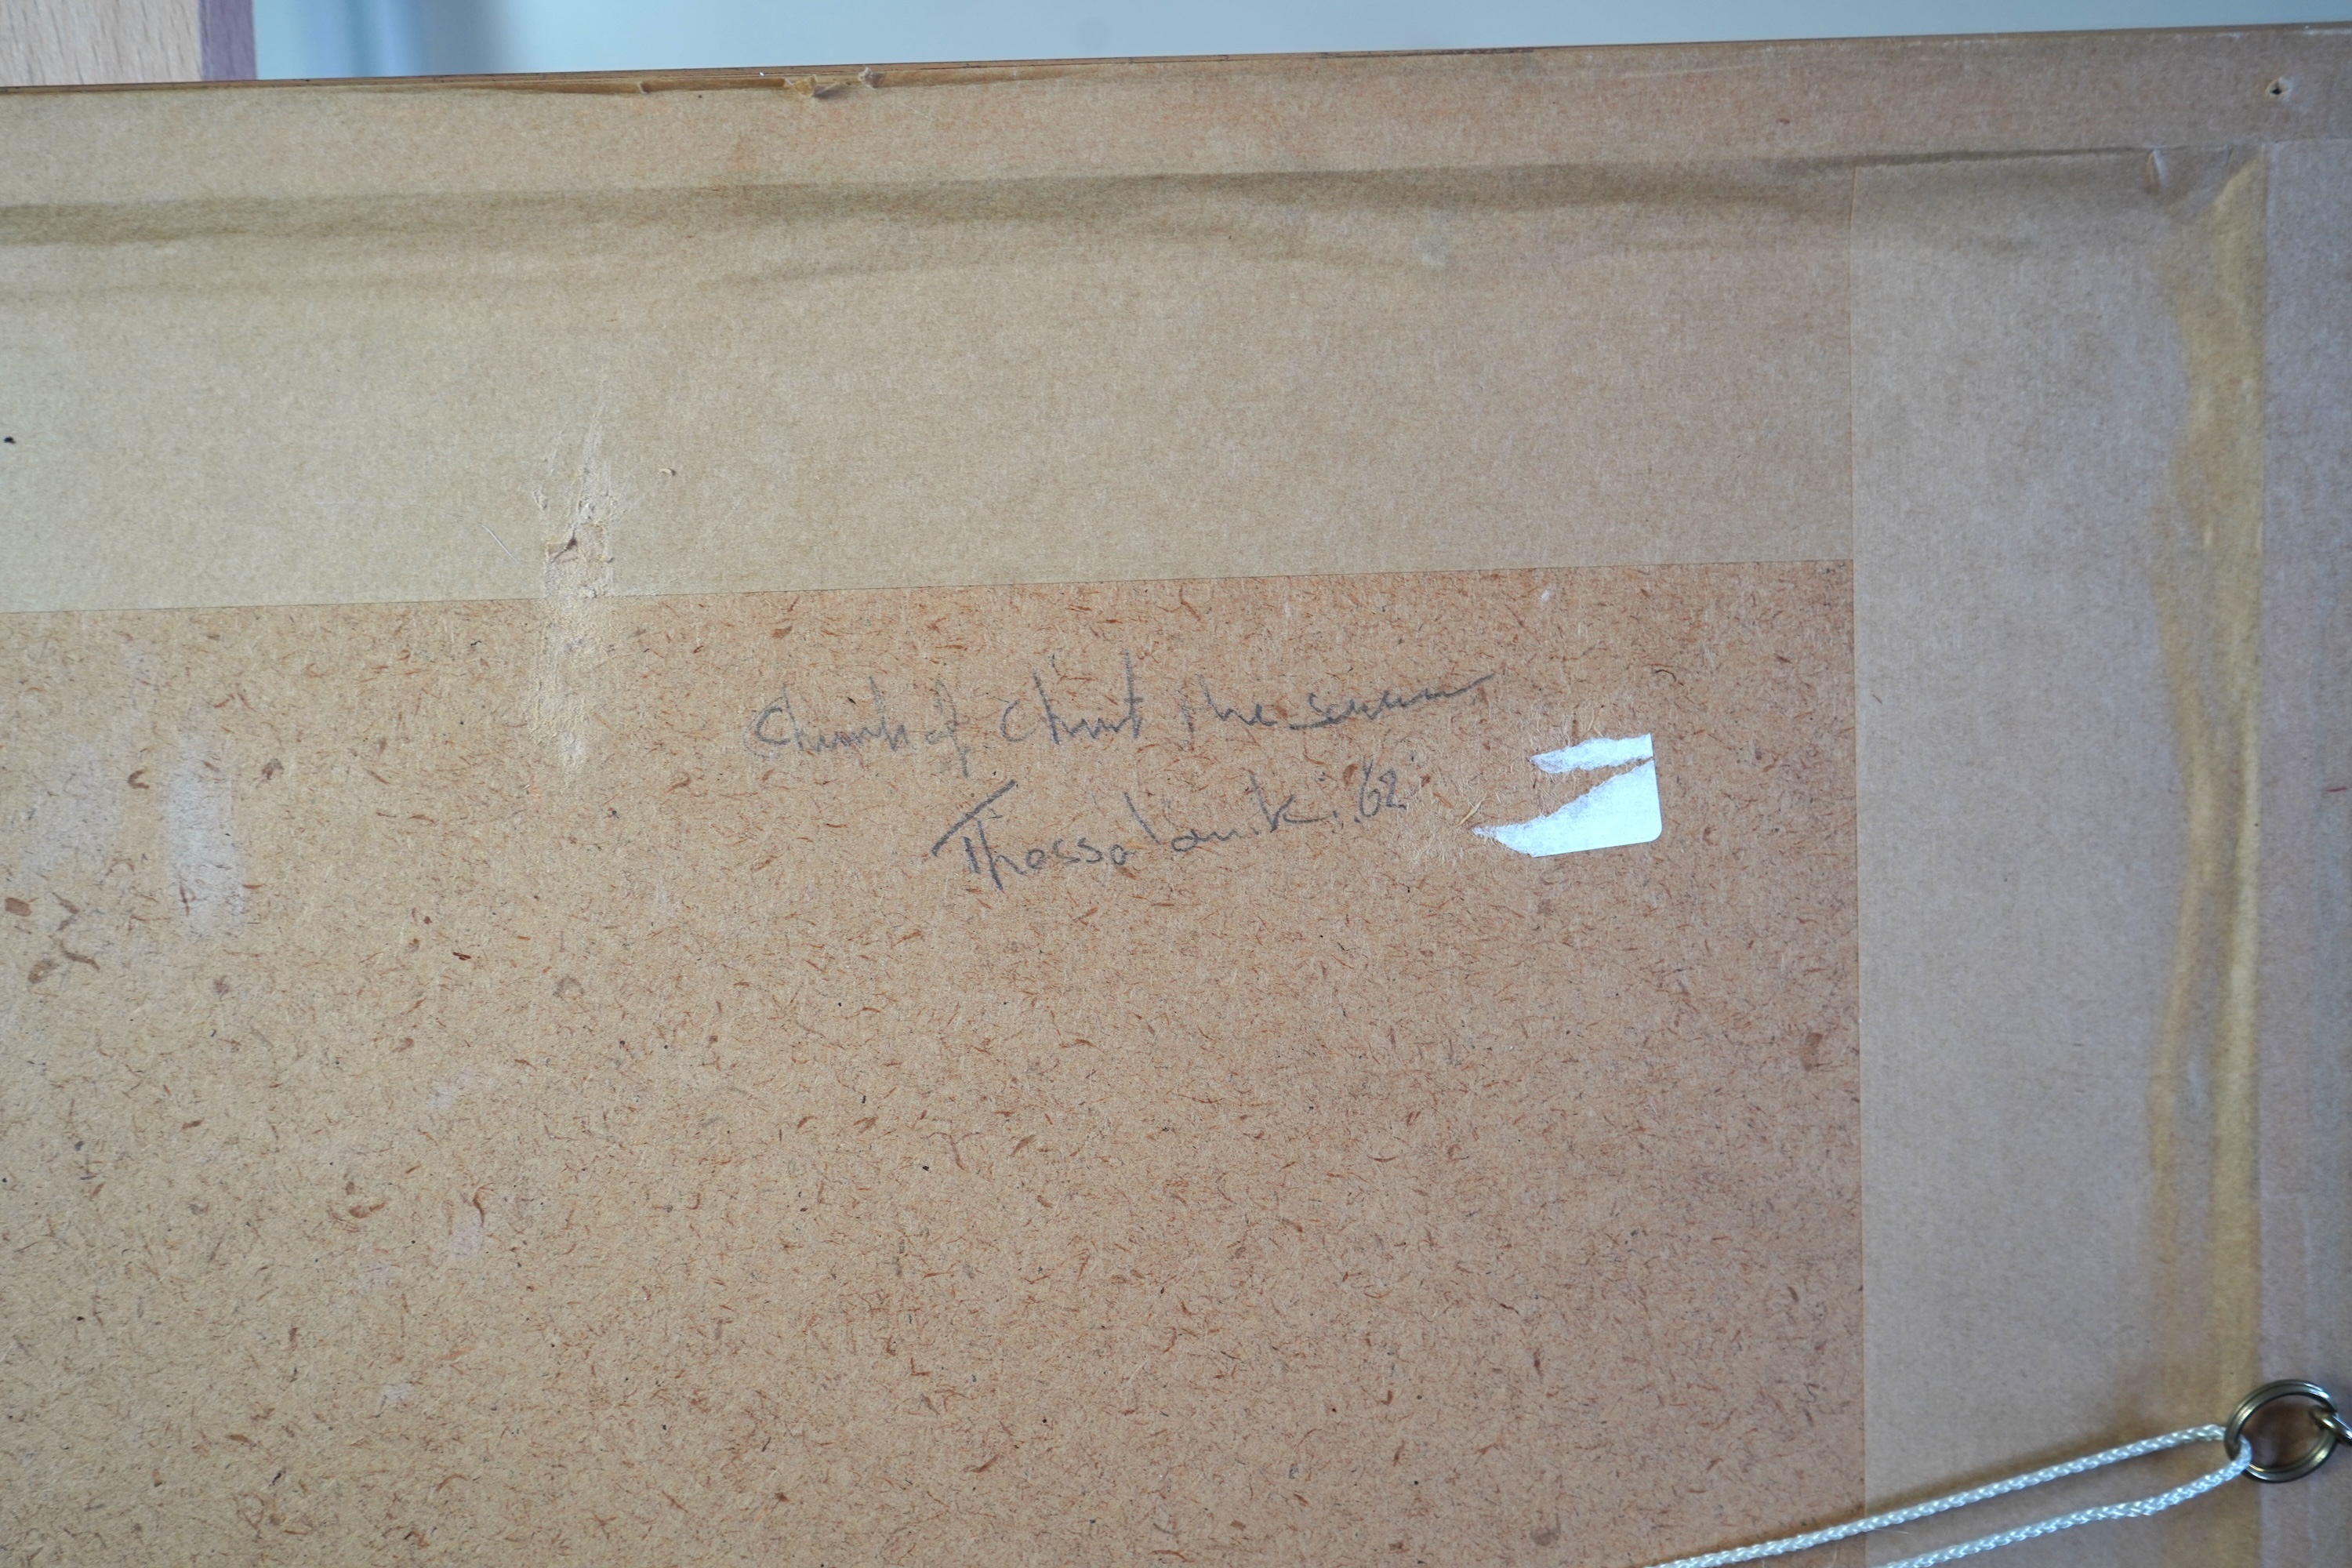 Church of Christ the Saviour
Thessaloniki. 62